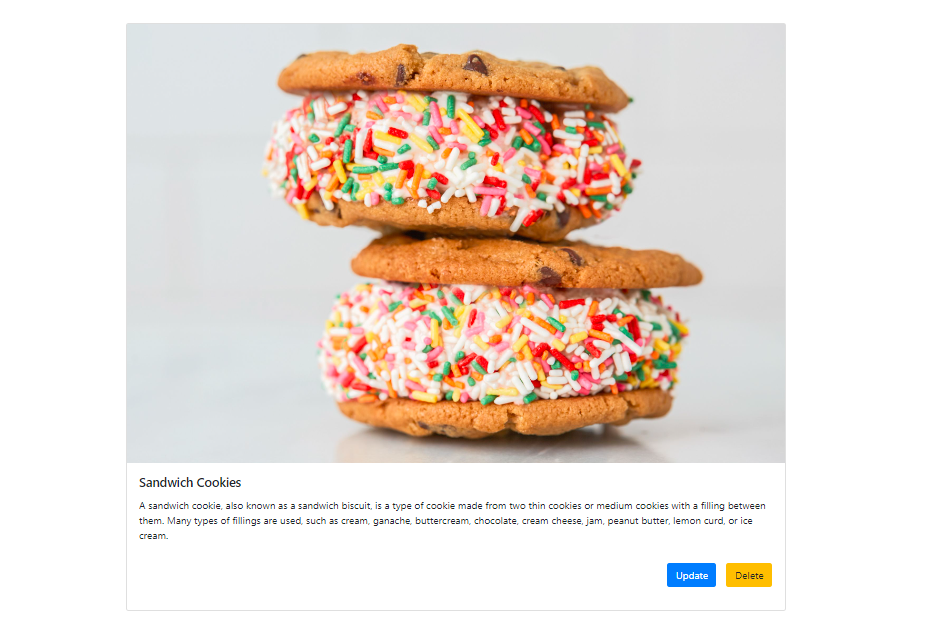 Sandwich Cookies
A sandwich cookie, also known as a sandwich biscuit, is a type of cookie made from two thin cookies or medium cookies with a filling between
them. Many types of fillings are used, such as cream, ganache, buttercream, chocolate, cream cheese, jam, peanut butter, lemon curd, or ice
cream.
Update Delete